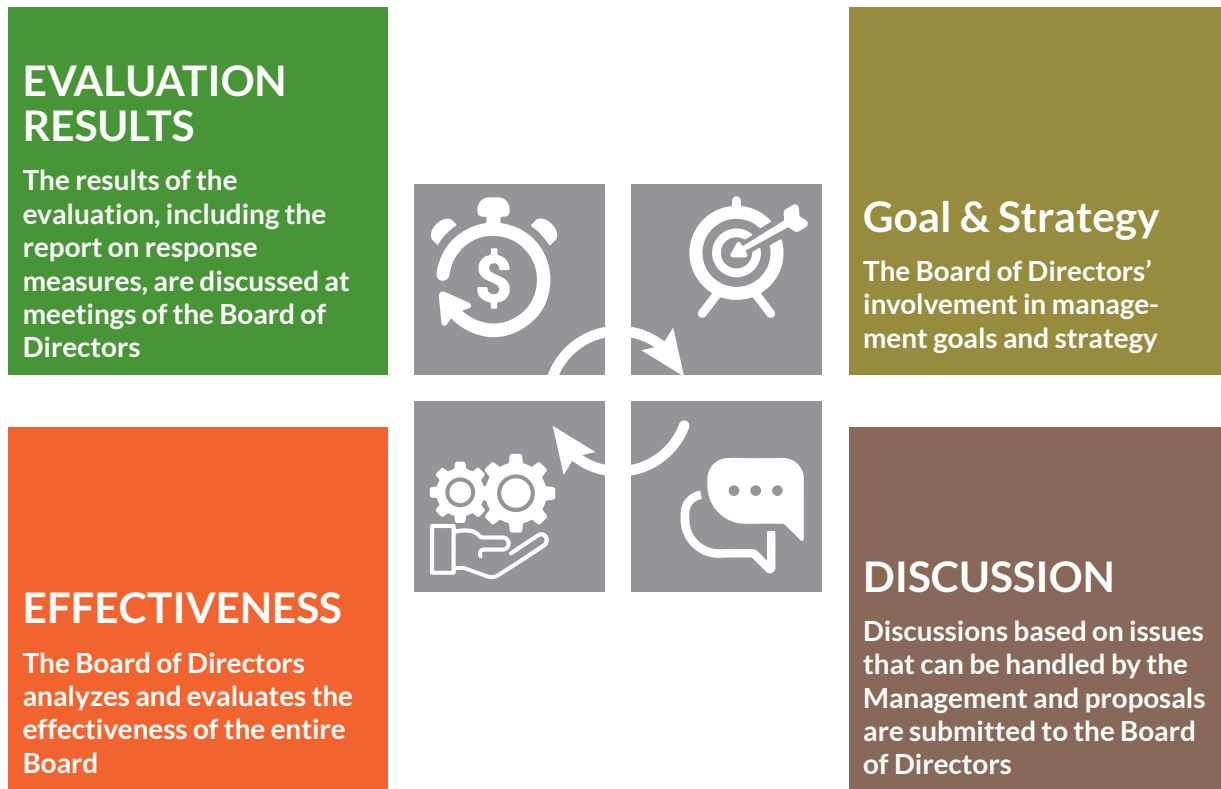 EVALUATION
RESULTS
The results of the
evaluation, including the
report on response
measures, are discussed at
meetings of the Board of
Directors
$
Goal & Strategy
The Board of Directors’
involvement in manage-
ment goals and strategy
EFFECTIVENESS
The Board of Directors
analyzes and evaluates the
effectiveness of the entire
Board
DISCUSSION
Discussions based on issues
that can be handled by the
Management and proposals
are submitted to the Board
of Directors